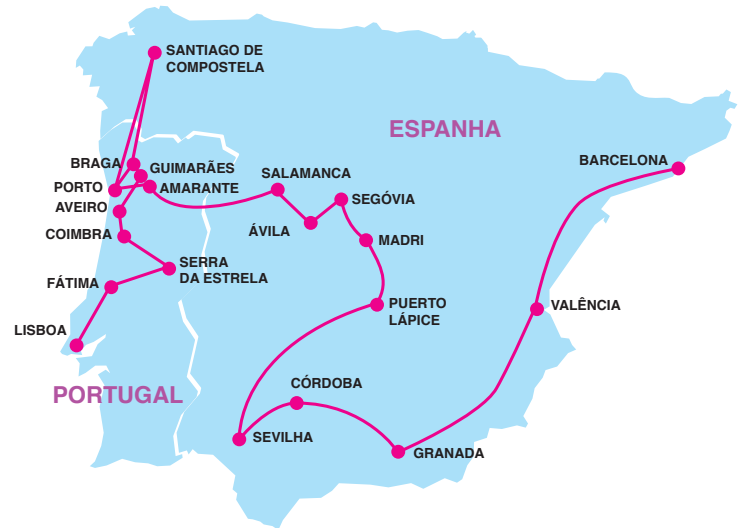 SANTIAGO DE
COMPOSTELA
ESPANHA
BRAGA
GUIMARÃES
BARCELONA
SALAMANCA
PORTO
AMARANTE
SEGÓVIA
AVEIRO
ÁVILA
COIMBRA
MADRI
SERRA
DA ESTRELA
FÁTIMA
PUERTO
LÁPICE
VALÊNCIA
LISBOA
CÓRDOBA
PORTUGAL
SEVILHA
GRANADA